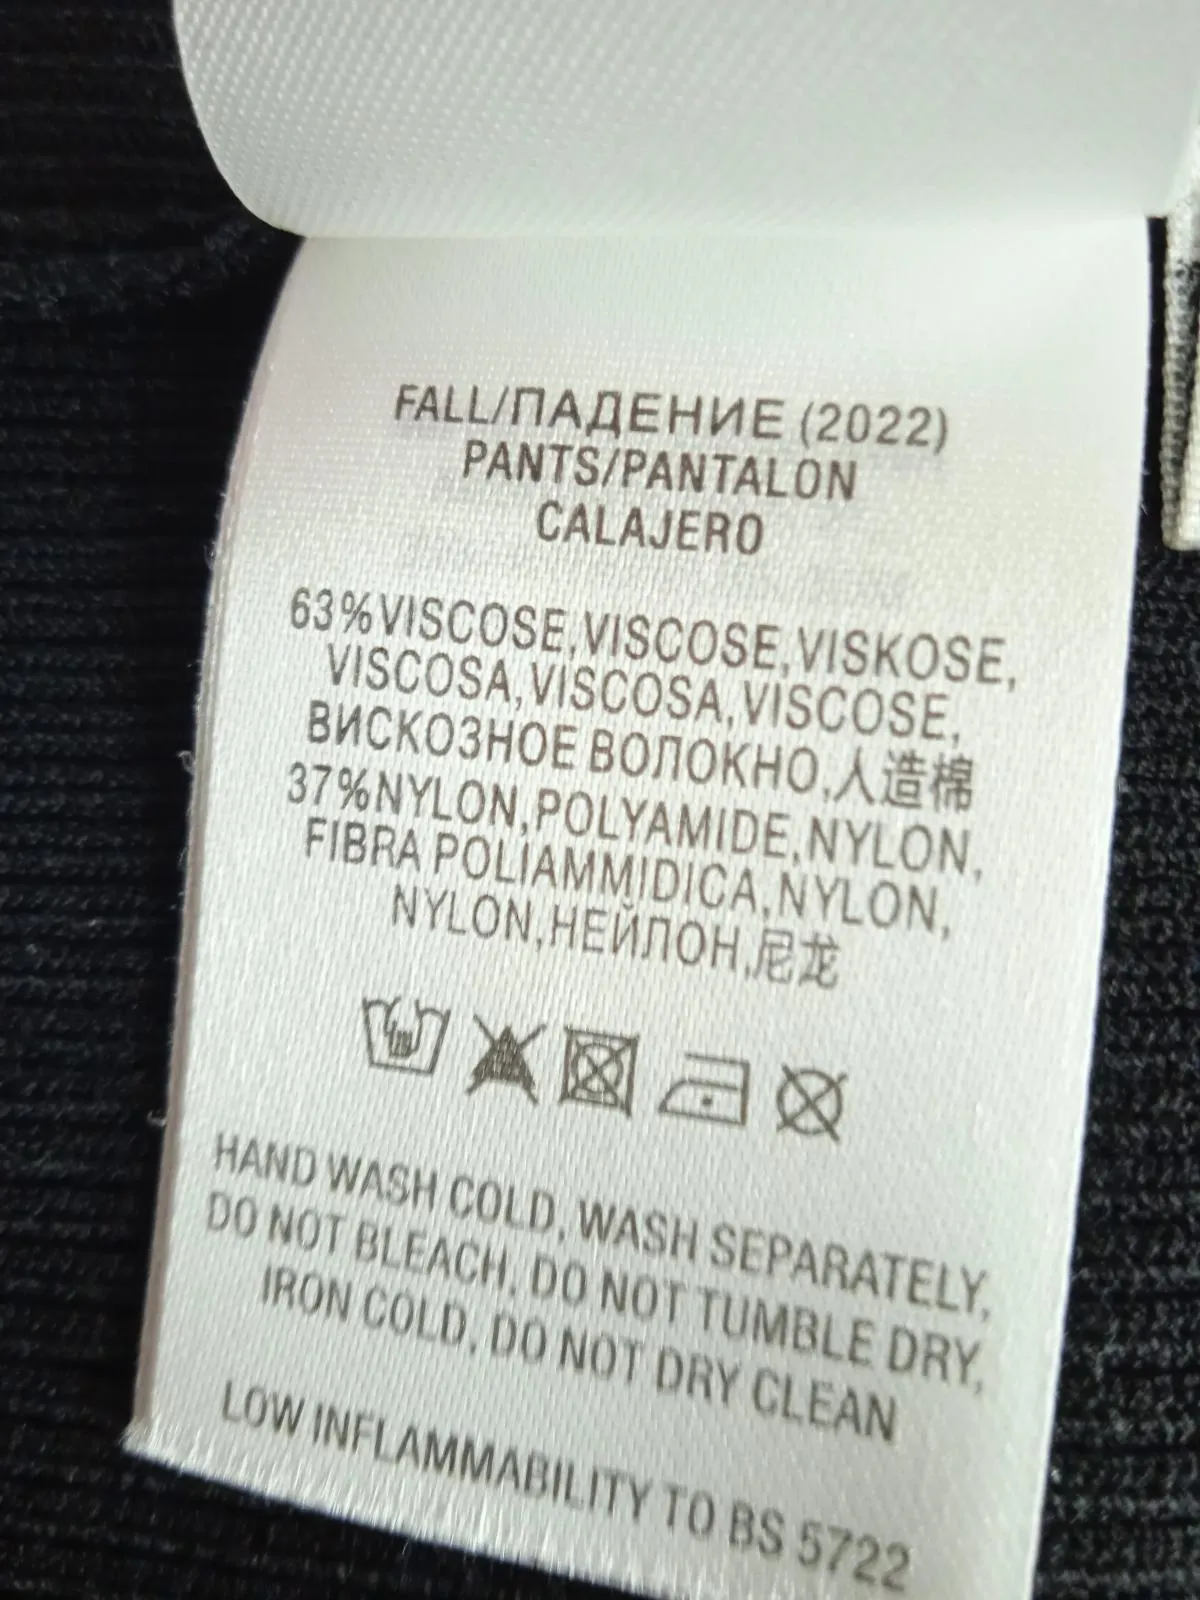 FALL/ПАДЕНИЕ (2022)
PANTS/PANTALON
CALAJERO
63%VISCOSE,VISCOSE,VISKOSE,
VISCOSA,VISCOSA,VISCOSE,
ВИСКОЗНОЕ ВОЛОКНО,人造棉
37%NYLON,POLYAMIDE,NYLON,
FIBRA POLIAMMIDICA,NYLON,
NYLON,НЕЙЛОН,尼龙
HAND WASH COLD, WASH SEPARATELY,
DO NOT BLEACH, DO NOT TUMBLE DRY,
IRON COLD, DO NOT DRY CLEAN
LOW INFLAMMABILITY TO BS 5722